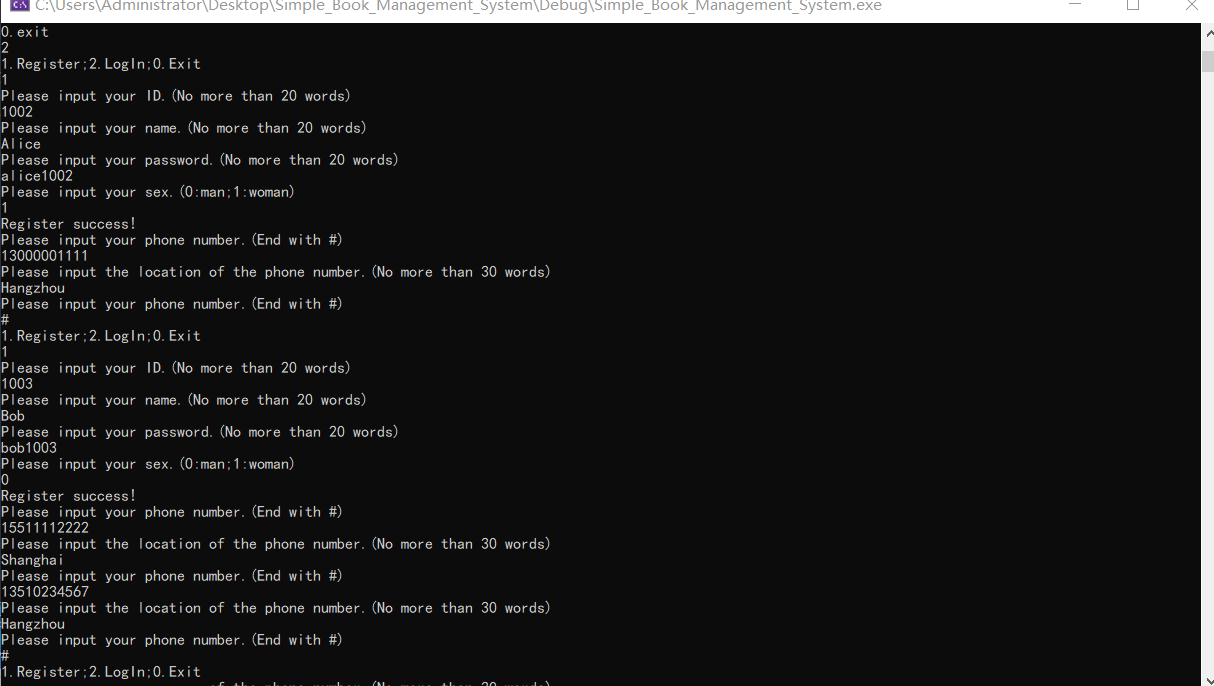 C:\Users\Administrator\Desktop\Simple_Book_Management_System\Debug\Simple_Book_Management_System.exe
0.exit
2
1.Register;2.LogIn;0.Exit
1
Please input your ID.(No more than 20 words)
1002
Please input your name.(No more than 20 words)
Alice
Please input your password.(No more than 20 words)
alice1002
Please input your sex.(0:man;1:woman)
1
Register success!
Please input your phone number.(End with #)
13000001111
Please input the location of the phone number.(No more than 30 words)
Hangzhou
Please input your phone number.(End with #)
#
1.Register;2.LogIn;0.Exit
1
Please input your ID.(No more than 20 words)
1003
Please input your name.(No more than 20 words)
Bob
Please input your password.(No more than 20 words)
bob1003
Please input your sex.(0:man;1:woman)
0
Register success!
Please input your phone number.(End with #)
15511112222
Please input the location of the phone number.(No more than 30 words)
Shanghai
Please input your phone number.(End with #)
13510234567
Please input the location of the phone number.(No more than 30 words)
Hangzhou
Please input your phone number.(End with #)
#
1.Register;2.LogIn;0.Exit
of the phone number.(No more than 30 words)